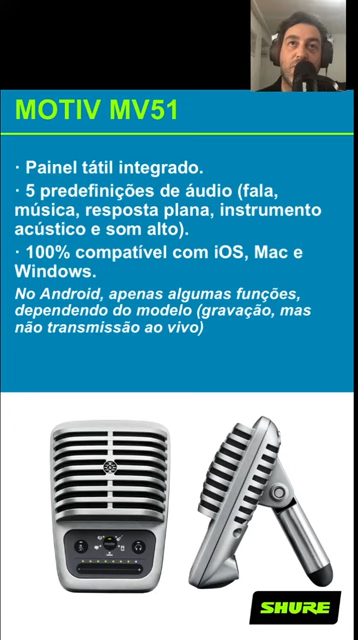 MOTIV MV51
· Painel tátil integrado.
· 5 predefinições de áudio (fala,
música, resposta plana, instrumento
acústico e som alto).
· 100% compatível com iOS, Mac e
Windows.
No Android, apenas algumas funções,
dependendo do modelo (gravação, mas
não transmissão ao vivo)
SHURE